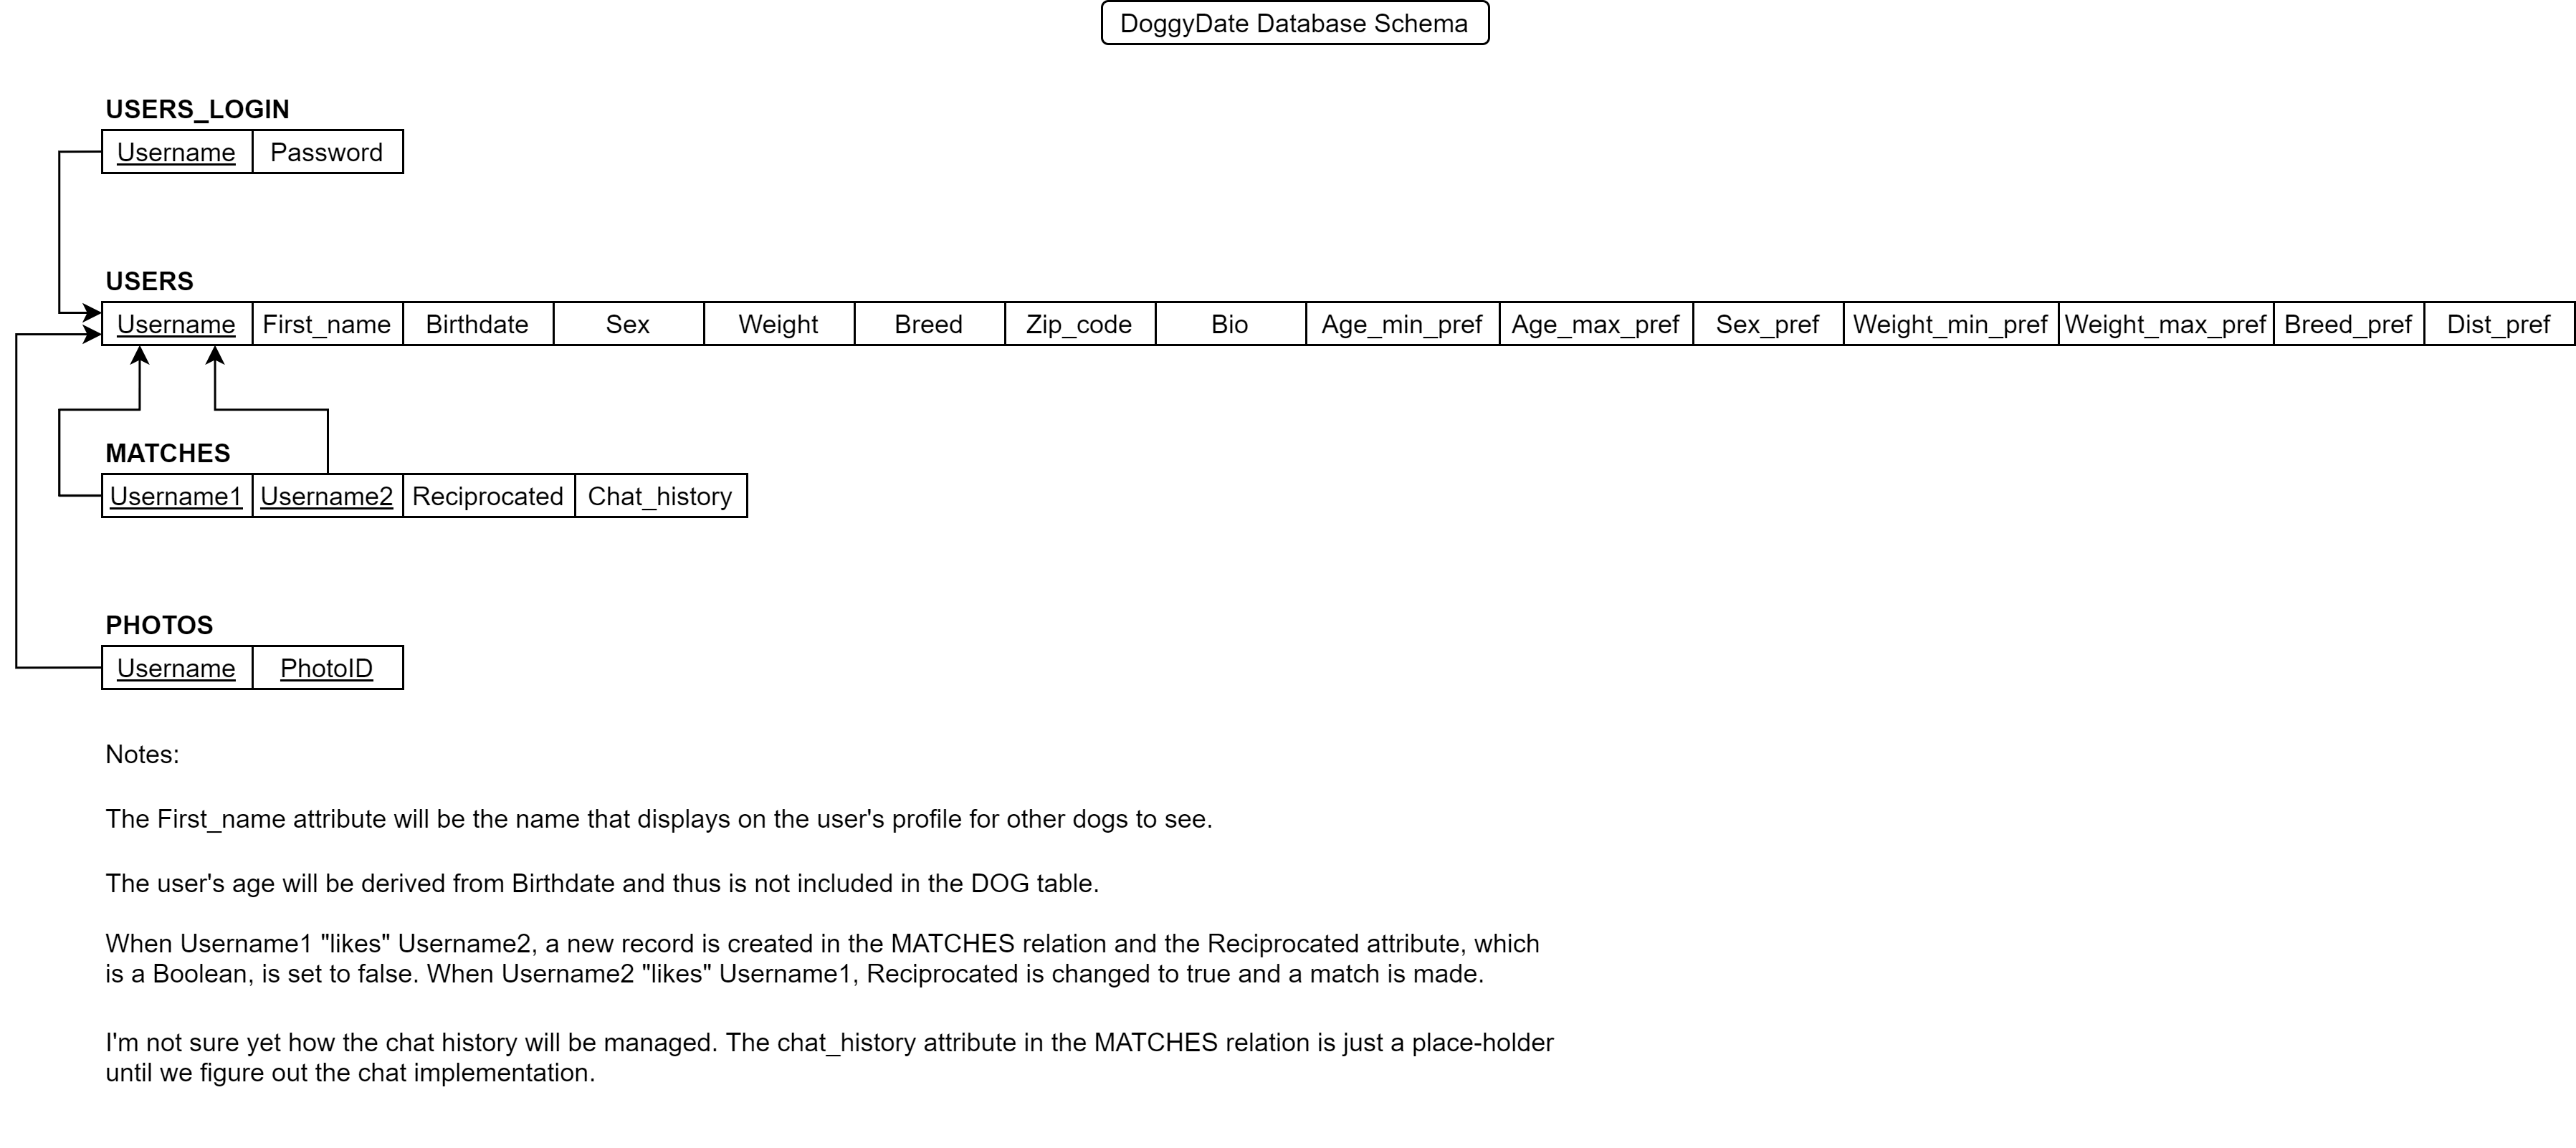 DoggyDate Database Schema
USERS_LOGIN
Username Password
USERS
Username First_name Birthdate Sex Weight Breed Zip_code Bio Age_min_pref Age_max_pref Sex_pref Weight_min_pref Weight_max_pref Breed_pref Dist_pref
MATCHES
Username1 Username2 Reciprocated Chat_history
PHOTOS
Username PhotoID
Notes:
The First_name attribute will be the name that displays on the user's profile for other dogs to see.
The user's age will be derived from Birthdate and thus is not included in the DOG table.
When Username1 "likes" Username2, a new record is created in the MATCHES relation and the Reciprocated attribute, which
is a Boolean, is set to false. When Username2 "likes" Username1, Reciprocated is changed to true and a match is made.
I'm not sure yet how the chat history will be managed. The chat_history attribute in the MATCHES relation is just a place-holder
until we figure out the chat implementation.